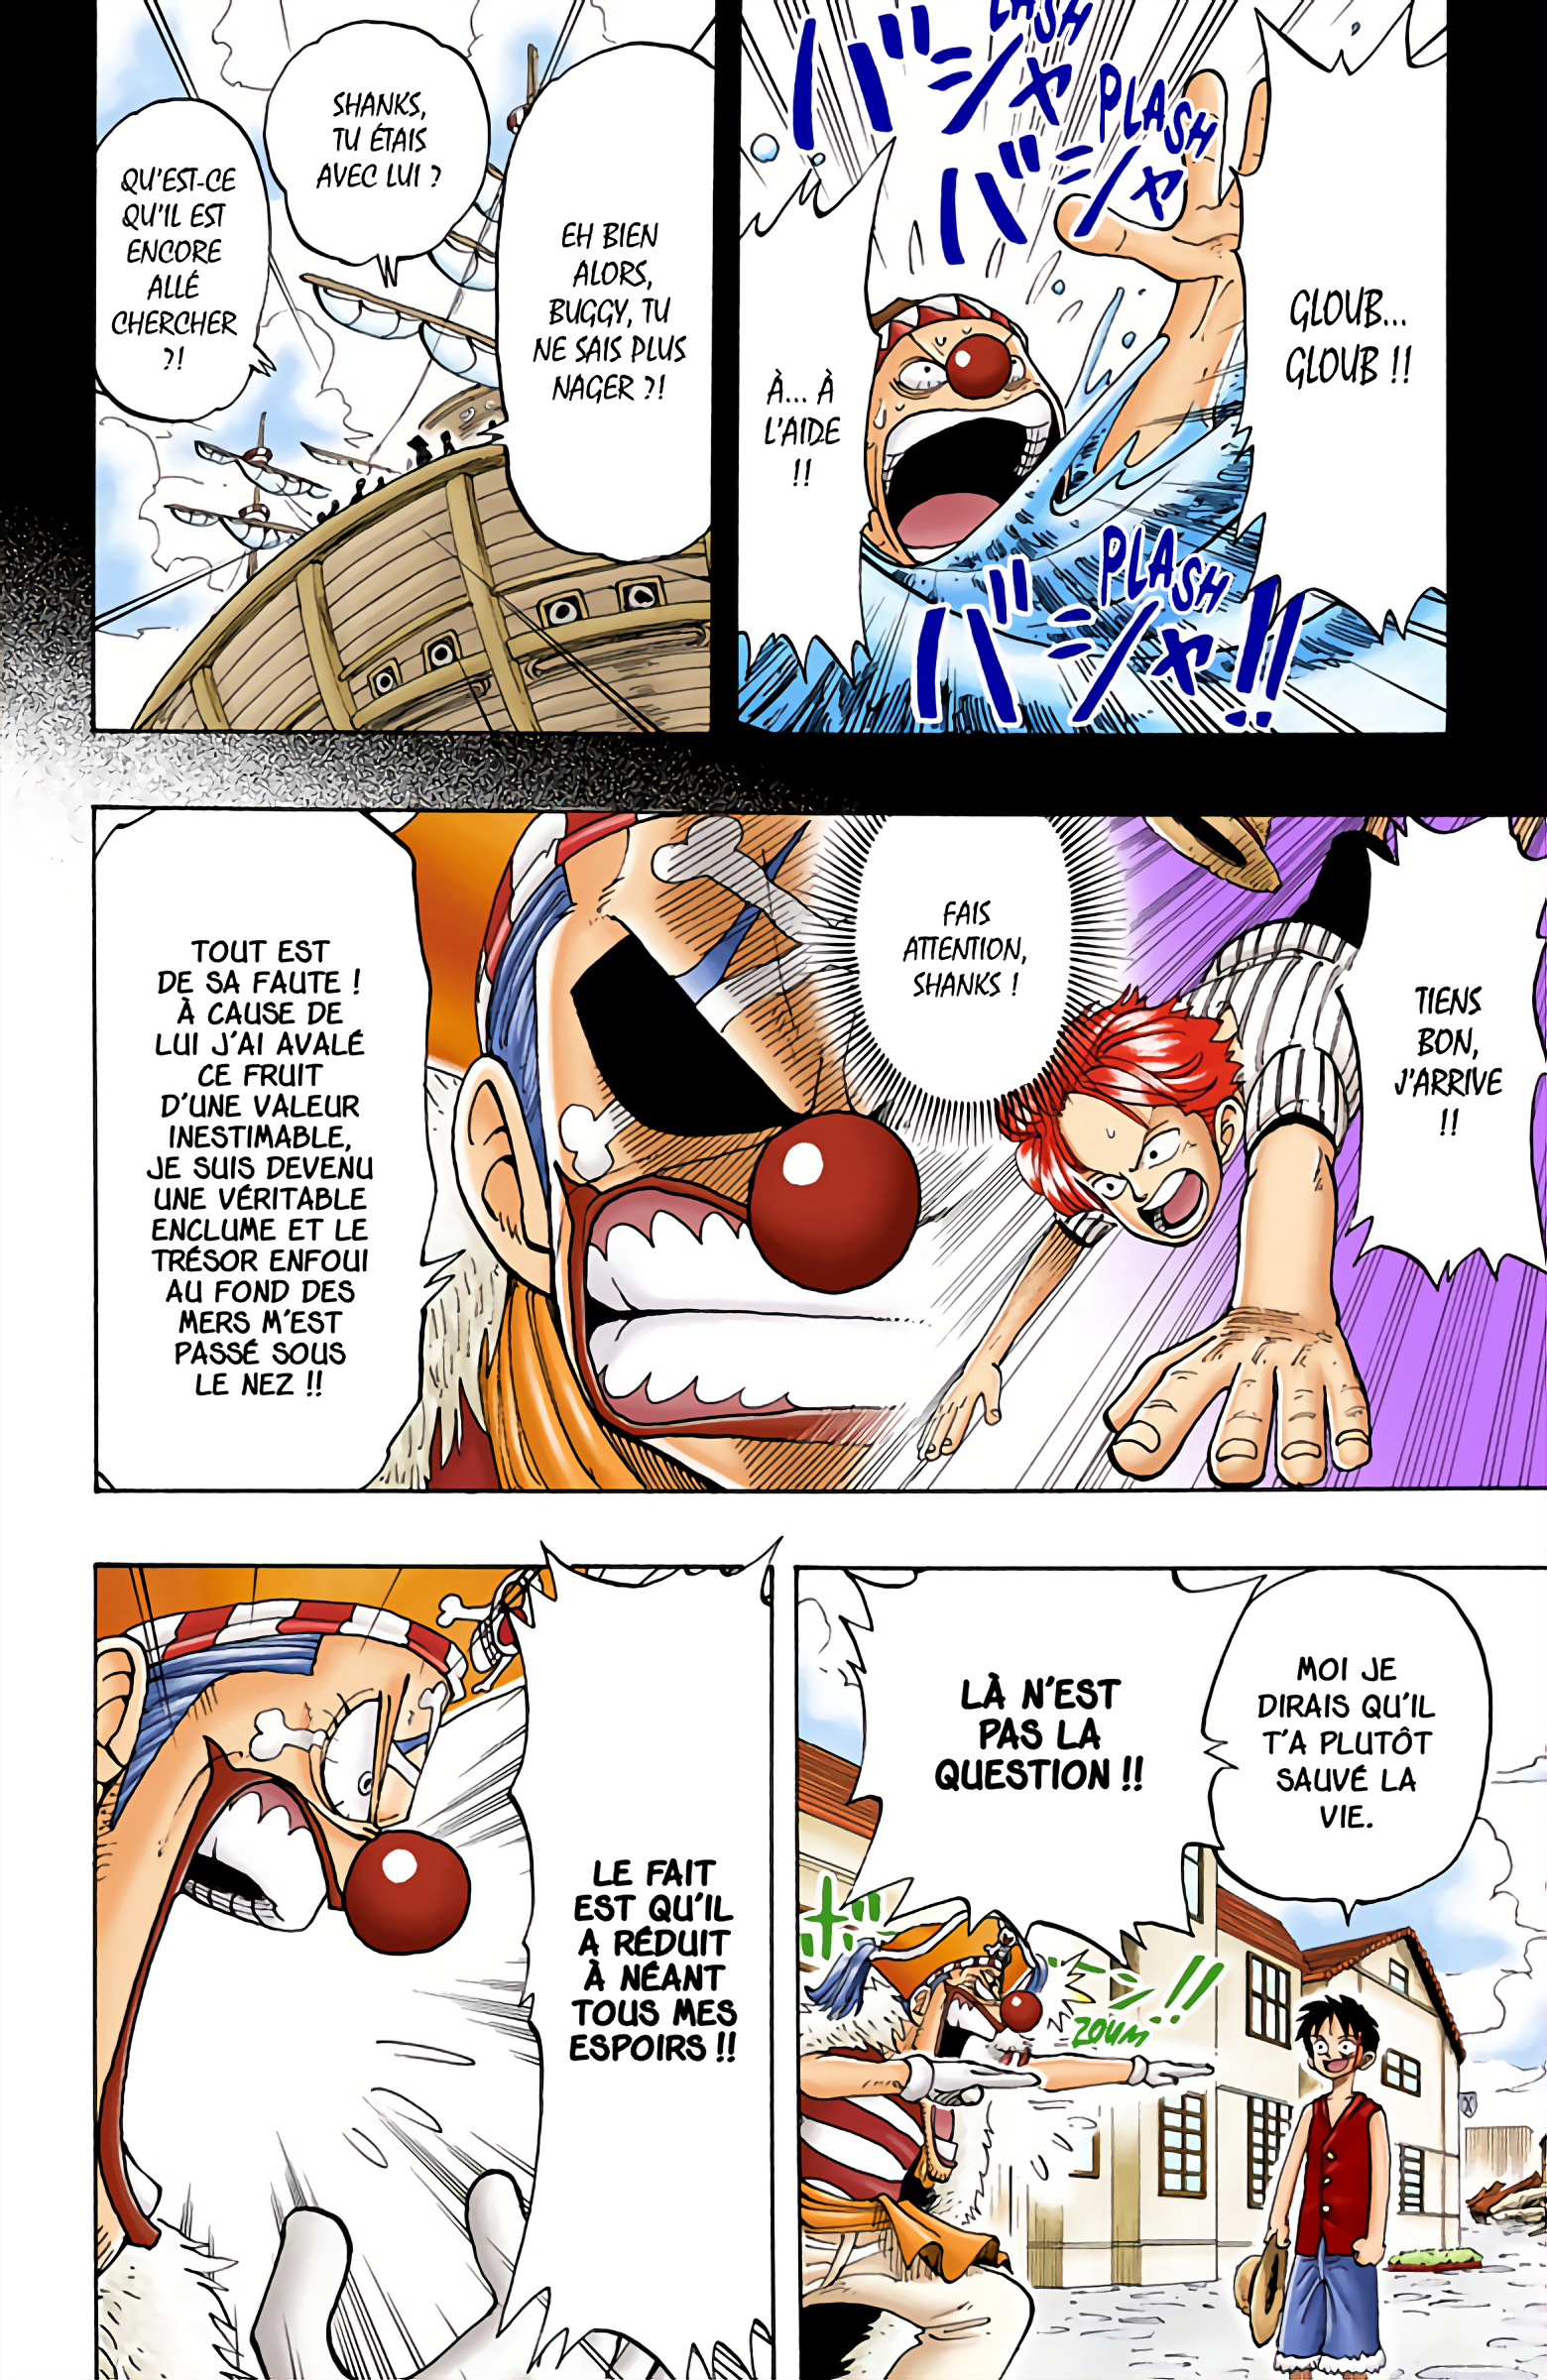 PLASH
バシャ
PLASH
バシャ
GLOUB...
GLOUB !!
À... À
L'AIDE
!!
PLASH
バシャ!!
EH BIEN
ALORS,
BUGGY, TU
NE SAIS PLUS
NAGER ?!
SHANKS,
TU ÉTAIS
AVEC LUI ?
QU'EST-CE
QU'IL EST
ENCORE
ALLÉ
CHERCHER
?!
TIENS
BON,
J'ARRIVE
!!
FAIS
ATTENTION,
SHANKS !
TOUT EST
DE SA FAUTE !
À CAUSE DE
LUI J'AI AVALÉ
CE FRUIT
D'UNE VALEUR
INESTIMABLE,
JE SUIS DEVENU
UNE VÉRITABLE
ENCLUME ET LE
TRÉSOR ENFOUI
AU FOND DES
MERS M'EST
PASSÉ SOUS
LE NEZ !!
MOI JE
DIRAIS QU'IL
T'A PLUTÔT
SAUVÉ LA
VIE.
LÀ N'EST
PAS LA
QUESTION !!
ZOUM
LE FAIT
EST QU'IL
A RÉDUIT
À NÉANT
TOUS MES
ESPOIRS !!